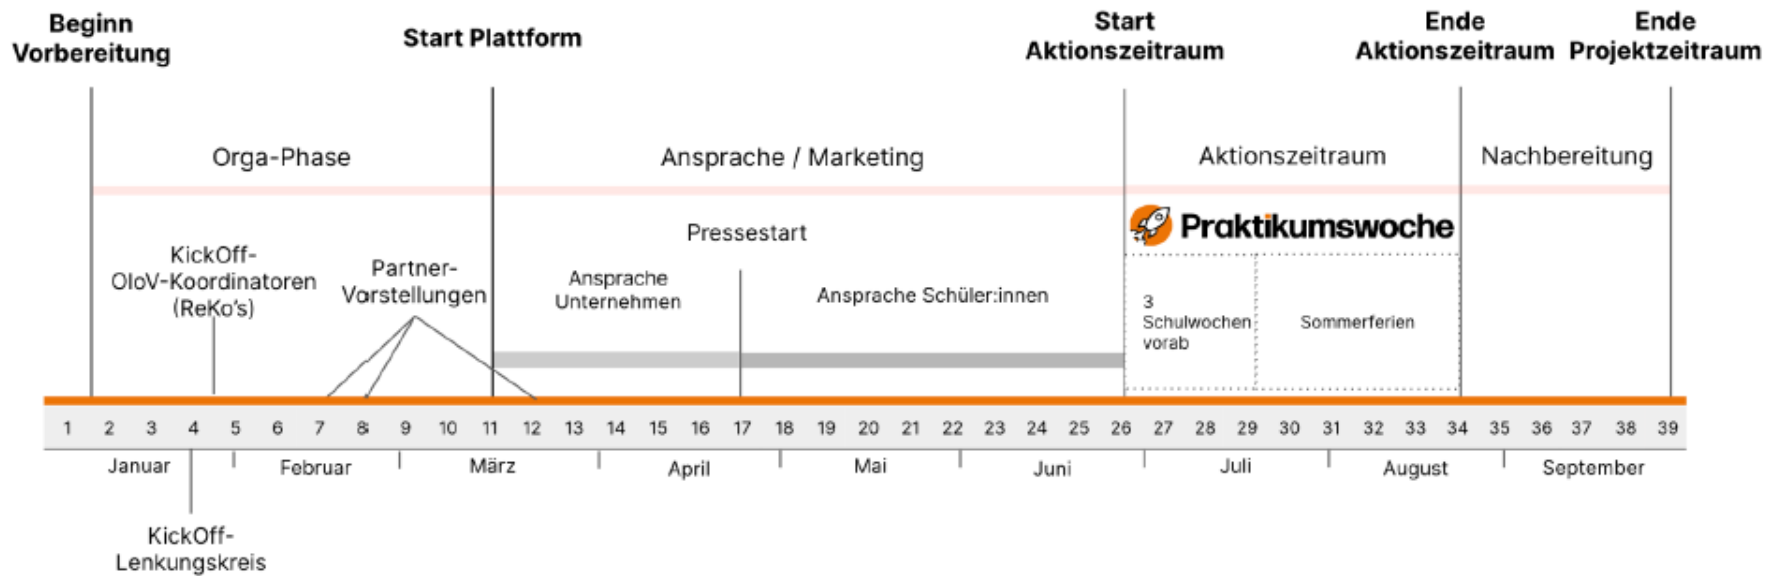 Beginn
Vorbereitung
Start Plattform
Start
Aktionszeitraum
Ende
Aktionszeitraum
Ende
Projektzeitraum
Orga-Phase
Ansprache / Marketing
Aktionszeitraum
Nachbereitung
Praktikumswoche
Pressestart
KickOff-
OloV-Koordinatoren
(ReKo's)
Partner-
Vorstellungen
Ansprache
Unternehmen
Ansprache Schüler:innen
3
Schulwochen
vorab
Sommerferien
1 2 3 4 5 6 7 8 9 10 11 12 13 14 15 16 17 18 19 20 21 22 23 24 25 26 27 28 29 30 31 32 33 34 35 36 37 38 39
Januar Februar März April Mai Juni Juli August September
KickOff-
Lenkungskreis